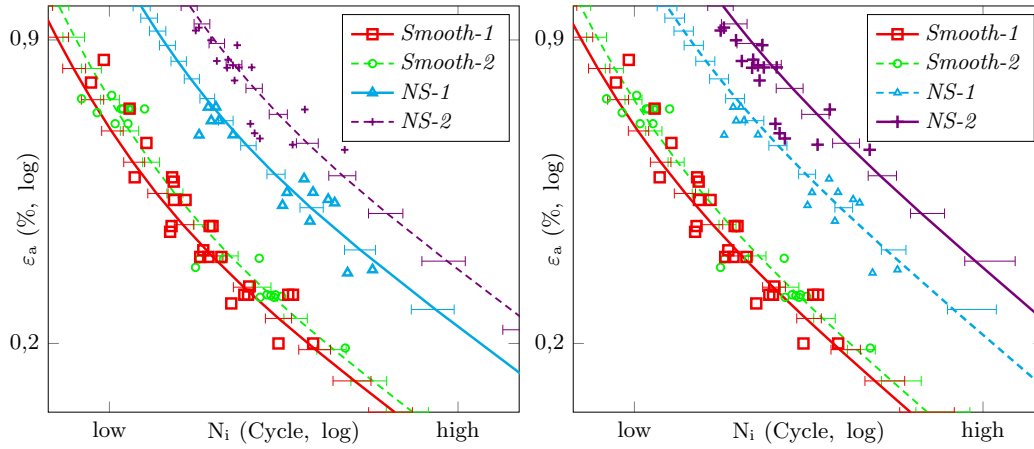 0,9
0,2
εa (%, log)
low
Ni (Cycle, log)
high
Smooth-1
Smooth-2
NS-1
NS-2
0,9
0,2
εa (%, log)
low
Ni (Cycle, log)
high
Smooth-1
Smooth-2
NS-1
NS-2